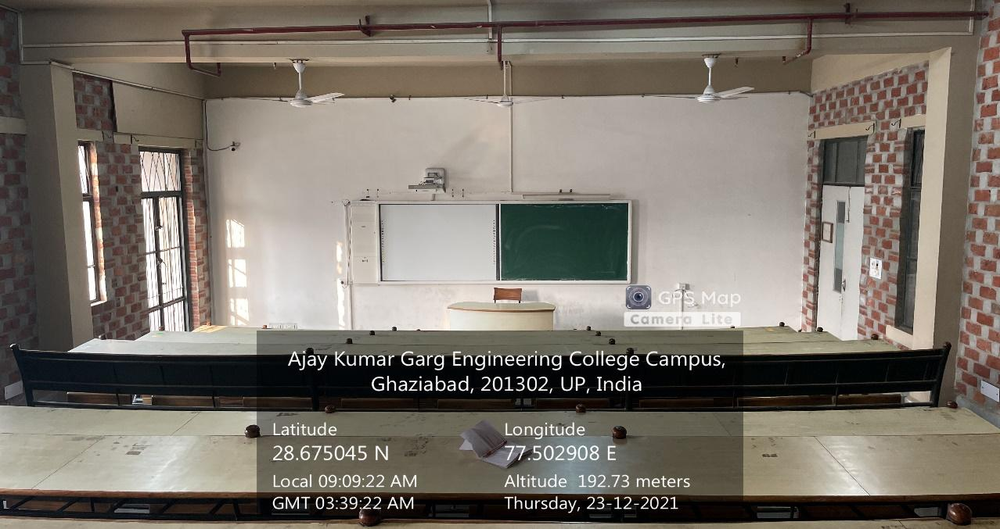 GPS Map
Camera Lite
Ajay Kumar Garg Engineering College Campus,
Ghaziabad, 201302, UP, India
Latitude
28.675045 N
Longitude
77.502908 E
Local 09:09:22 AM
GMT 03:39:22 AM
Altitude 192.73 meters
Thursday, 23-12-2021